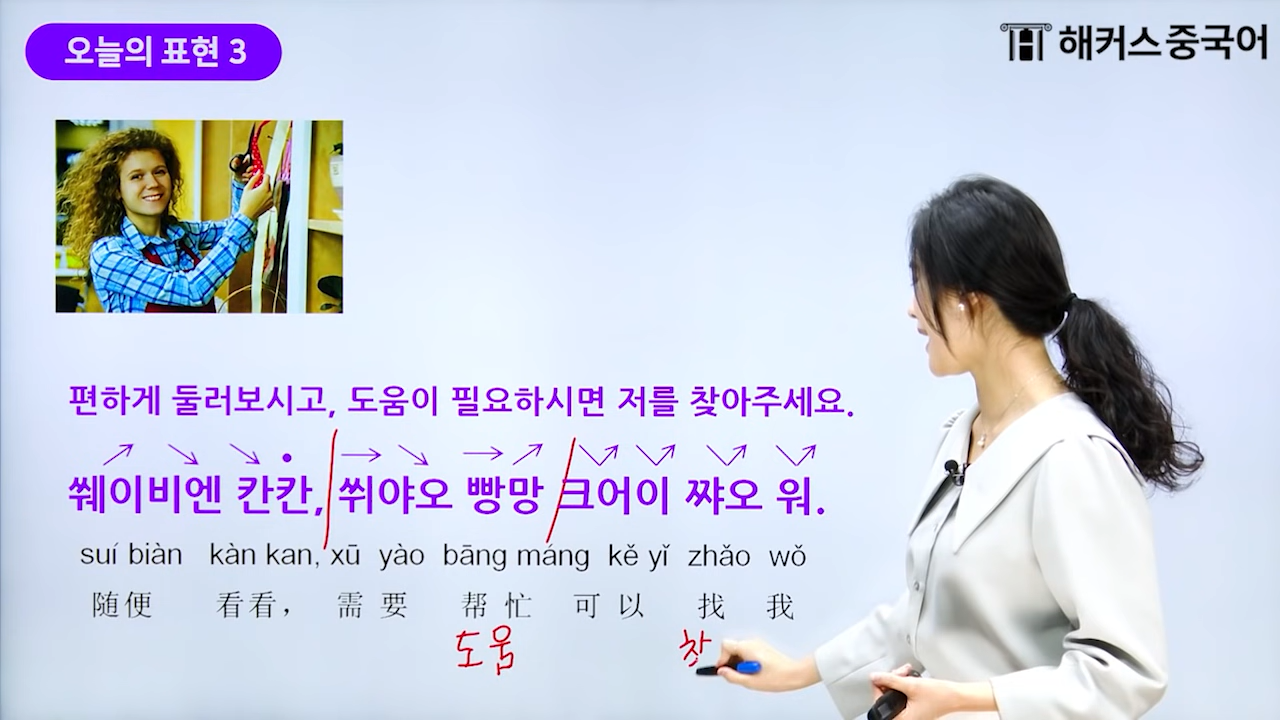 오늘의 표현 3
해커스중국어
편하게 둘러보시고, 도움이 필요하시면 저를 찾아주세요.
쒜이비엔 칸칸, 쒸야오 빵망 크어이 쨔오 워.
suí biàn kàn kan, xū yào bāng máng kě yǐ zhǎo wǒ
随便 看看， 需要 帮忙 可以 找 我
도움 찾